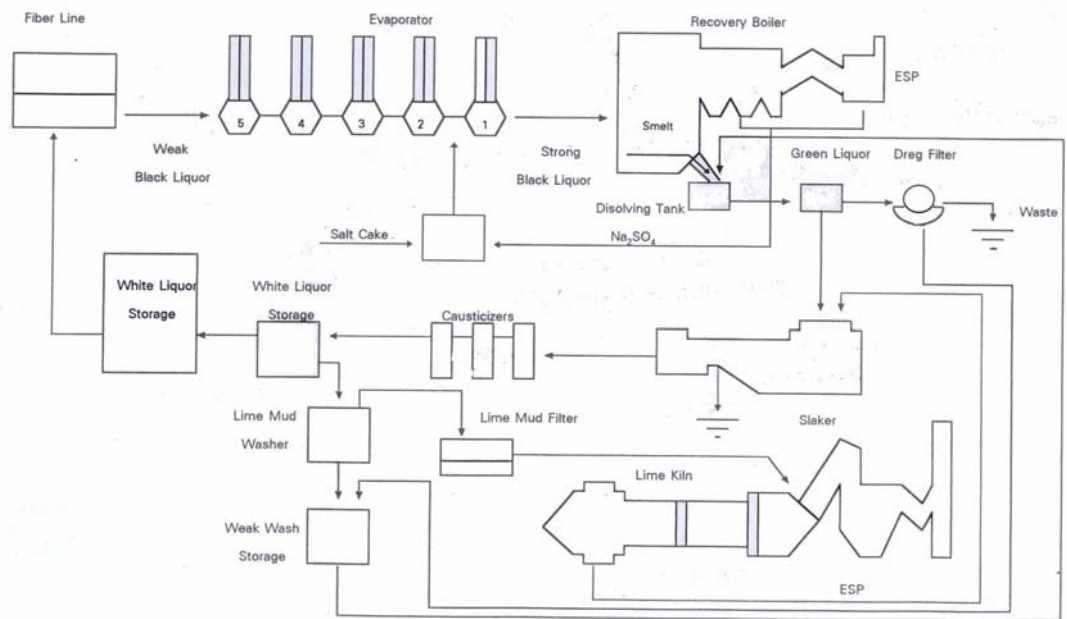 Fiber Line
Evaporator
Recovery Boiler
ESP
5
4
3
2
1
Smelt
Weak
Black Liquor
Strong
Black Liquor
Green Liquor
Dreg Filter
Disolving Tank
Waste
Salt Cake
Na₂SO₄
White Liquor
Storage
White Liquor
Storage
Causticizers
Slaker
Lime Mud
Washer
Lime Mud Filter
Lime Kiln
Weak Wash
Storage
ESP